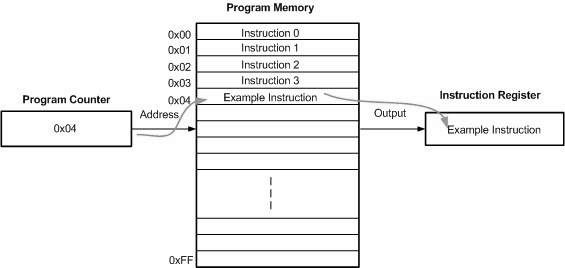 Program Memory
0x00
Instruction 0
0x01
Instruction 1
0x02
Instruction 2
0x03
Instruction 3
0x04
Example Instruction
Program Counter
0x04
Address
Output
Instruction Register
Example Instruction
0xFF